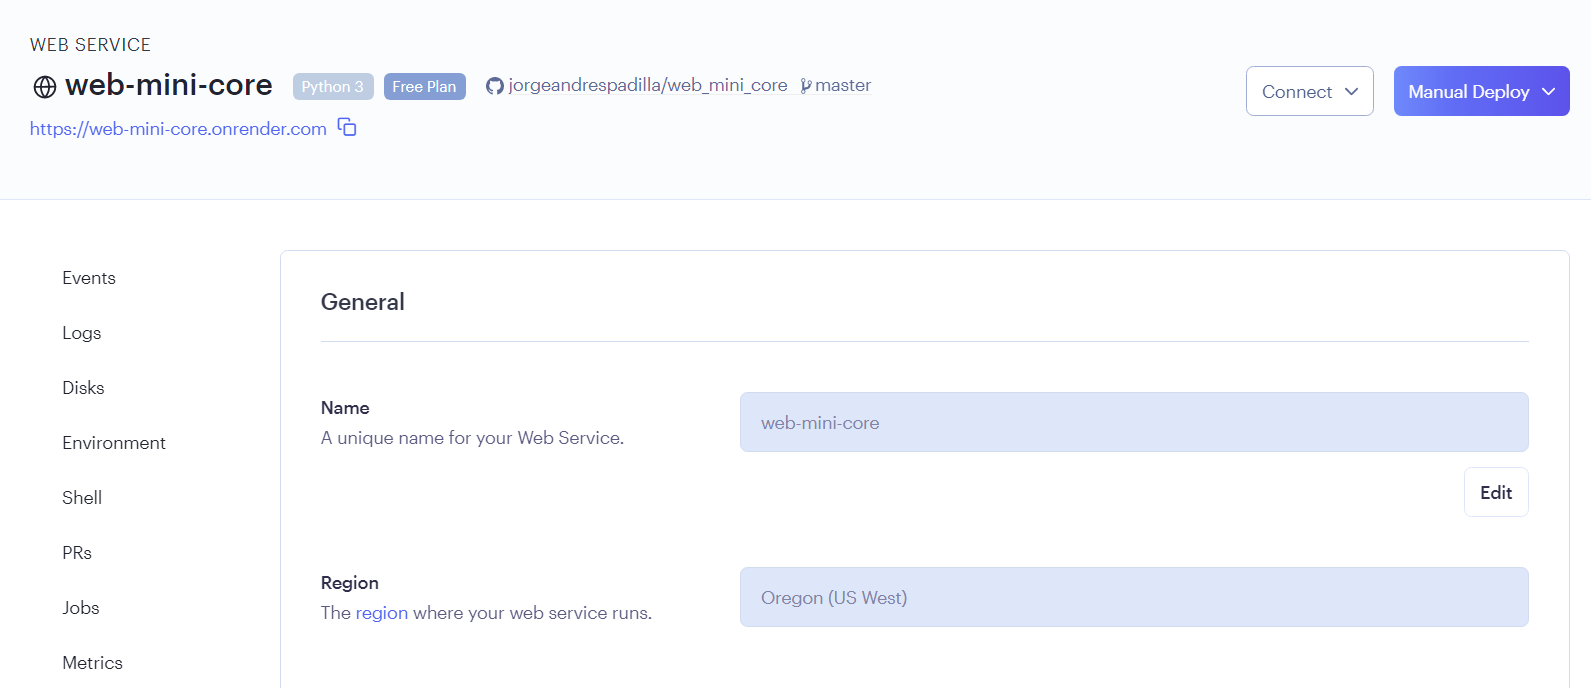 WEB SERVICE
web-mini-core Python 3 Free Plan jorgeandrespadilla/web_mini_core master
https://web-mini-core.onrender.com
Connect Manual Deploy
Events
Logs
Disks
Environment
Shell
PRs
Jobs
Metrics
General
Name
A unique name for your Web Service.
web-mini-core
Edit
Region
The region where your web service runs.
Oregon (US West)